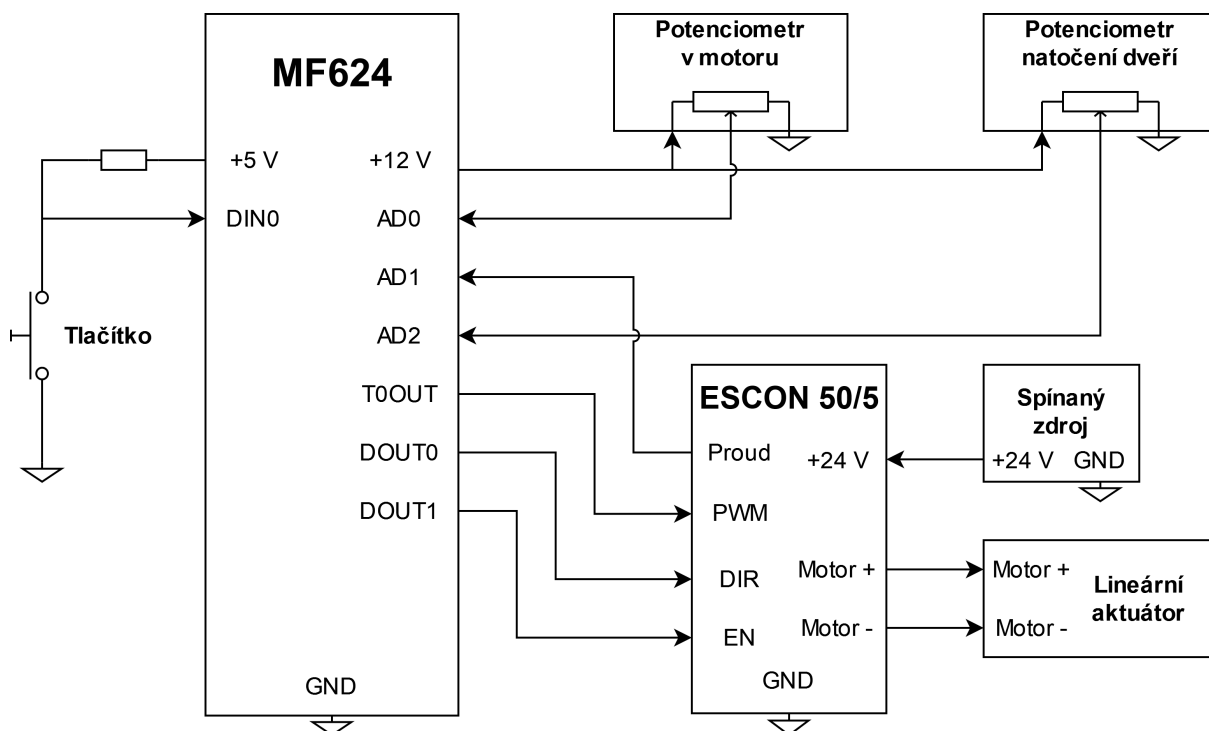 MF624
+5 V
DIN0
+12 V
AD0
AD1
AD2
T0OUT
DOUT0
DOUT1
GND
Tlačítko
Potenciometr
v motoru
Potenciometr
natočení dveří
ESCON 50/5
Proud
+24 V
PWM
DIR
EN
Motor +
Motor -
GND
Spínaný
zdroj
+24 V GND
Motor +
Motor -
Lineární
aktuátor